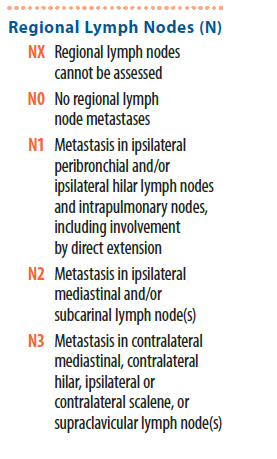 Regional Lymph Nodes (N)
NX Regional lymph nodes
cannot be assessed
N0 No regional lymph
node metastases
N1 Metastasis in ipsilateral
peribronchial and/or
ipsilateral hilar lymph nodes
and intrapulmonary nodes,
including involvement
by direct extension
N2 Metastasis in ipsilateral
mediastinal and/or
subcarinal lymph node(s)
N3 Metastasis in contralateral
mediastinal, contralateral
hilar, ipsilateral or
contralateral scalene, or
supraclavicular lymph node(s)